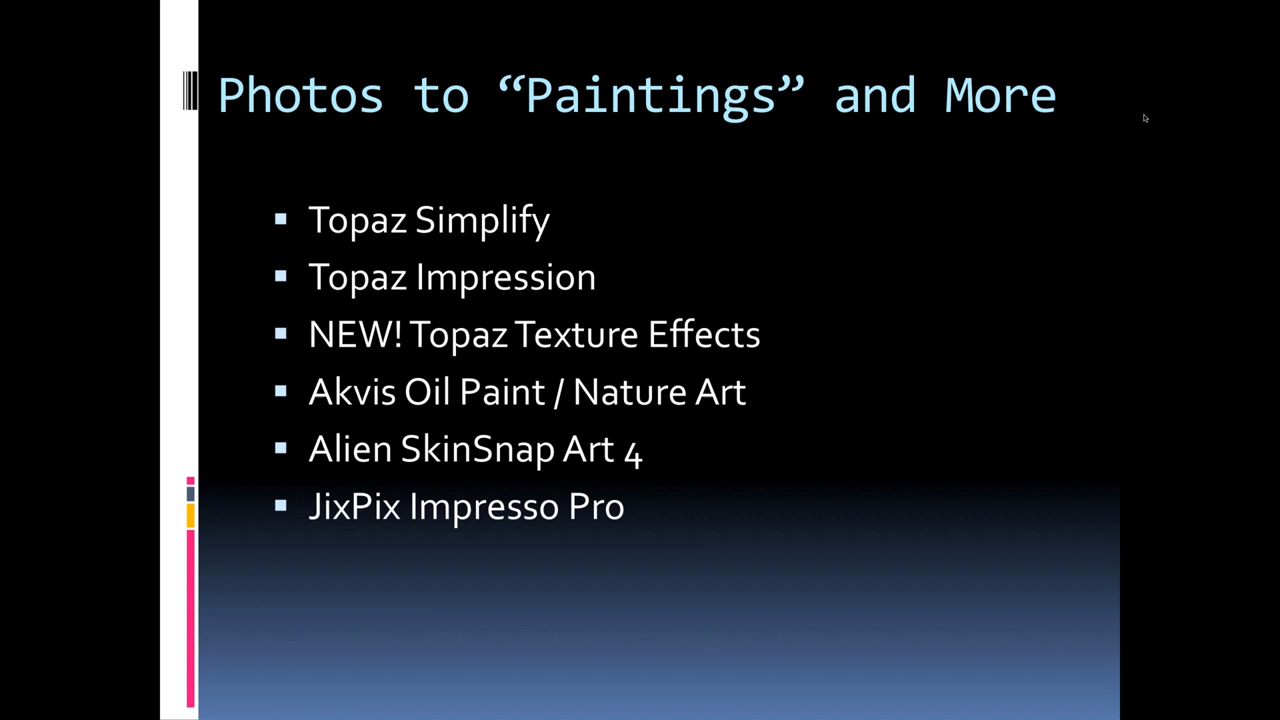 Photos to “Paintings” and More
Topaz Simplify
Topaz Impression
NEW! Topaz Texture Effects
Akvis Oil Paint / Nature Art
Alien SkinSnap Art 4
JixPix Impresso Pro